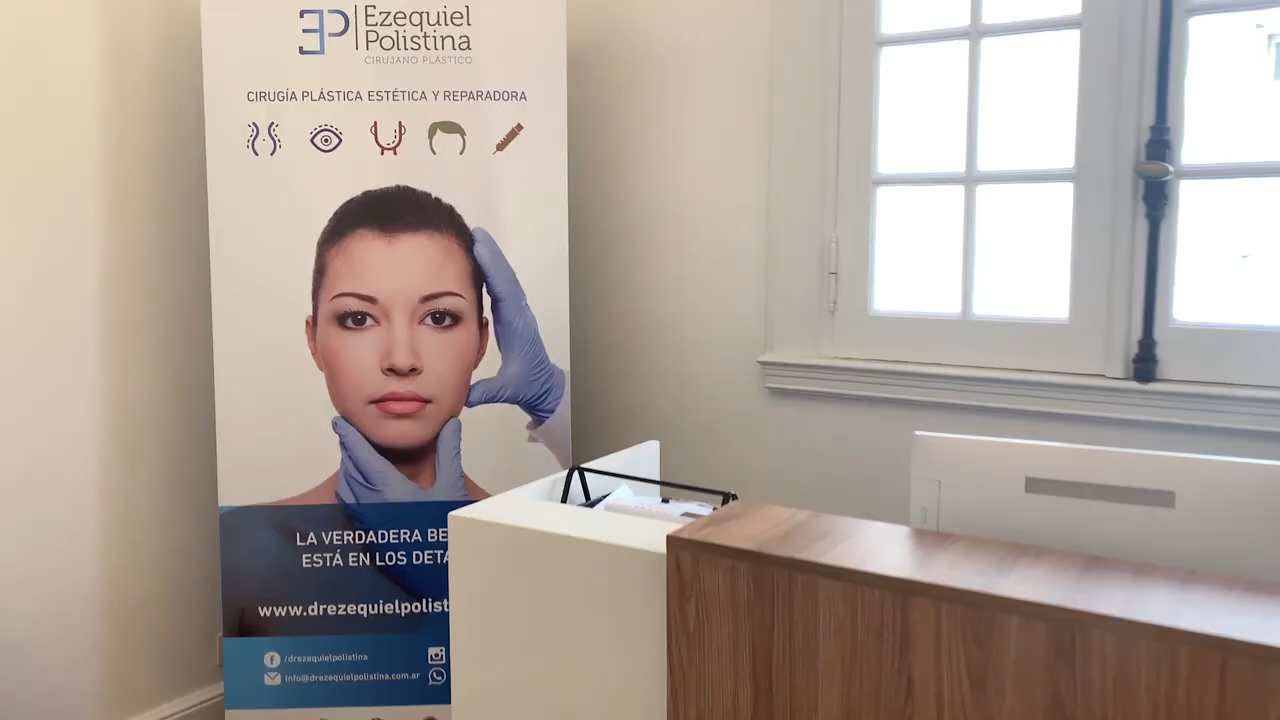 EP
Ezequiel
Polistina
CIRUJANO PLÁSTICO
CIRUGÍA PLÁSTICA ESTÉTICA Y REPARADORA
LA VERDADERA BE
ESTÁ EN LOS DETA
www.drezequielpolist
/drezequielpolistina
info@drezequielpolistina.com.ar